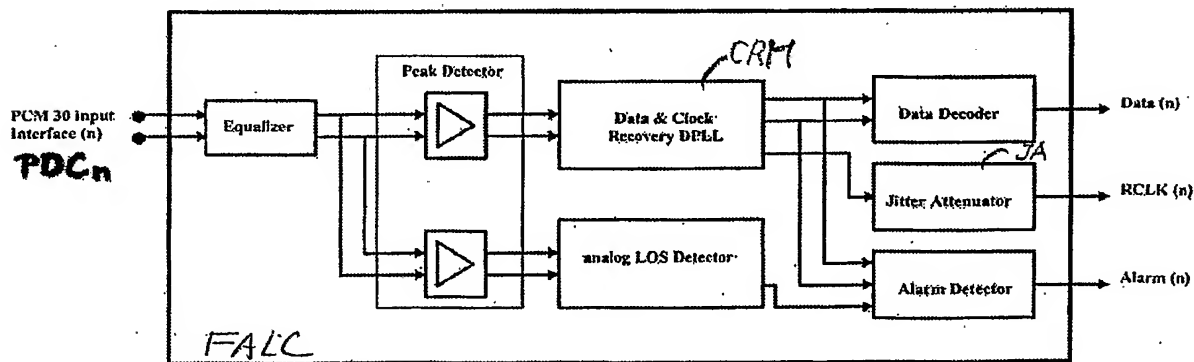 CRM
Peak Detector
PCM 30 Input
Interface (n)
PDCn
Equalizer
Data & Clock
Recovery DPLL
Data Decoder
Data (n)
JA
Jitter Attenuator
RCLK (n)
analog LOS Detector
Alarm Detector
Alarm (n)
FALC